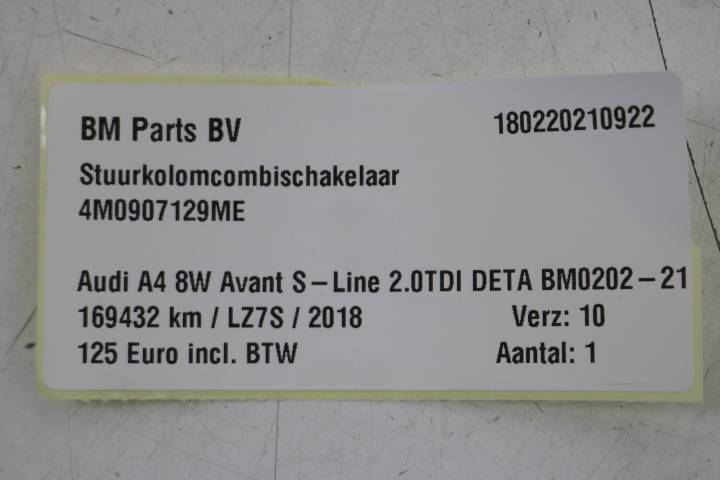 BM Parts BV 180220210922
Stuurkolomcombischakelaar
4M0907129ME
Audi A4 8W Avant S-Line 2.0TDI DETA BM0202-21
169432 km / LZ7S / 2018 Verz: 10
125 Euro incl. BTW Aantal: 1